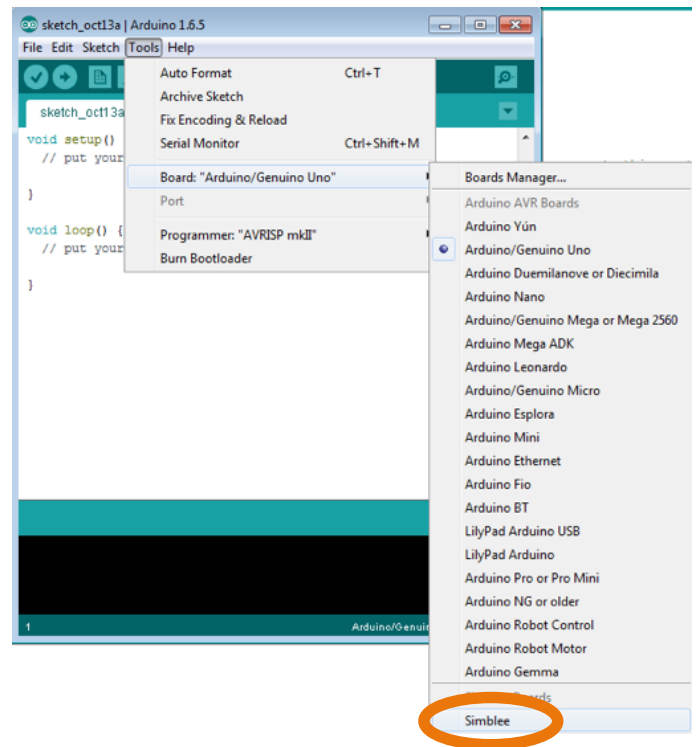 sketch_oct13a | Arduino 1.6.5
File Edit Sketch Tools Help
sketch_oct13a
void setup()
// put your
}
void loop() {
// put your
}
Auto Format Ctrl+T
Archive Sketch
Fix Encoding & Reload
Serial Monitor Ctrl+Shift+M
Board: "Arduino/Genuino Uno"
Port
Programmer: "AVRISP mkII"
Burn Bootloader
Boards Manager...
Arduino AVR Boards
Arduino Yún
Arduino/Genuino Uno
Arduino Duemilanove or Diecimila
Arduino Nano
Arduino/Genuino Mega or Mega 2560
Arduino Mega ADK
Arduino Leonardo
Arduino/Genuino Micro
Arduino Esplora
Arduino Mini
Arduino Ethernet
Arduino Fio
Arduino BT
LilyPad Arduino USB
LilyPad Arduino
Arduino Pro or Pro Mini
Arduino NG or older
Arduino Robot Control
Arduino Robot Motor
Arduino Gemma
Simblee
1 Arduino/Genui